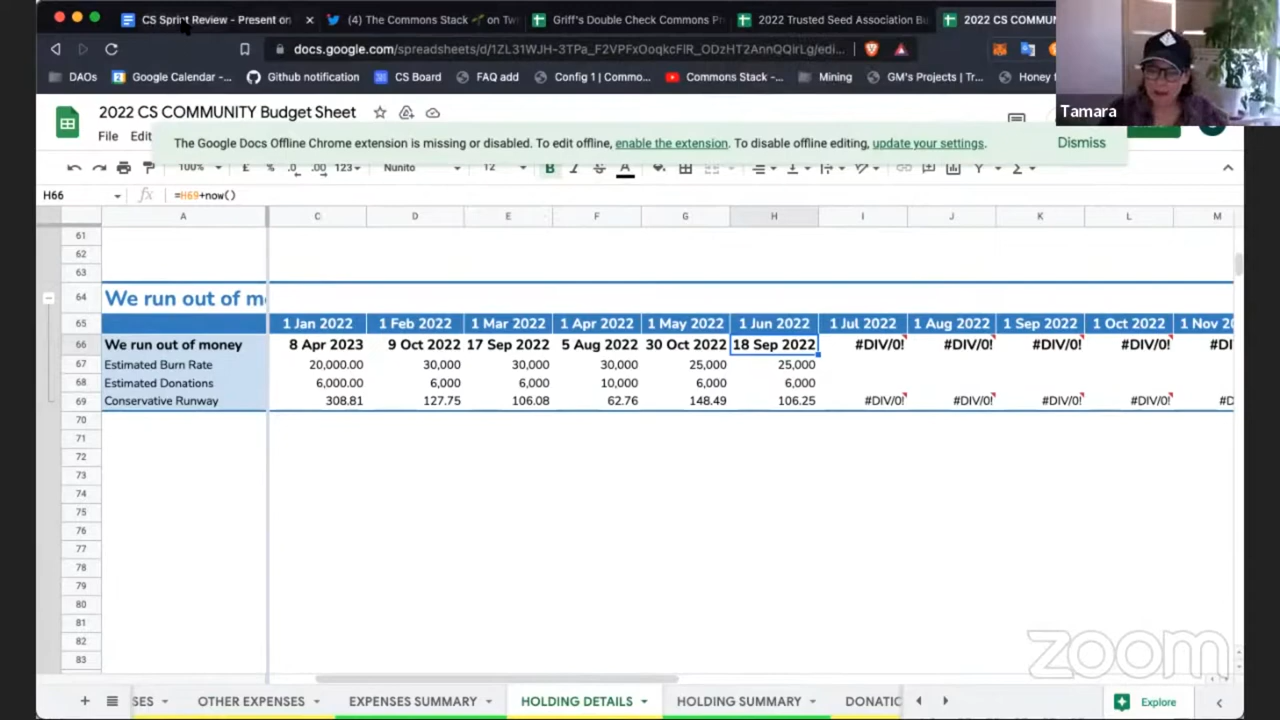 CS Sprint Review - Present on
(4) The Commons Stack 🌱 on Tw
Griff's Double Check Commons Pr
2022 Trusted Seed Association Bu
2022 CS COMMUN
docs.google.com/spreadsheets/d/1ZL31WJH-3TPa_F2VPFxOoqkcFlR_ODzHT2AnnQQirLg/edi...
DAOs
Google Calendar -...
Github notification
CS Board
FAQ add
Config 1 | Commo...
Commons Stack -...
Mining
GM's Projects | Tr...
Honey f
Tamara
2022 CS COMMUNITY Budget Sheet
File Edit
The Google Docs Offline Chrome extension is missing or disabled. To edit offline, enable the extension. To disable offline editing, update your settings.
Dismiss
100% £ % .0 .00 123 Nunito 12 B I S A
H66 fx =H69+now()
A C D E F G H I J K L M
61
62
63
64 We run out of m
65 1 Jan 2022 1 Feb 2022 1 Mar 2022 1 Apr 2022 1 May 2022 1 Jun 2022 1 Jul 2022 1 Aug 2022 1 Sep 2022 1 Oct 2022 1 Nov 20
66 We run out of money 8 Apr 2023 9 Oct 2022 17 Sep 2022 5 Aug 2022 30 Oct 2022 18 Sep 2022 #DIV/0! #DIV/0! #DIV/0! #DIV/0! #DI
67 Estimated Burn Rate 20,000.00 30,000 30,000 30,000 25,000 25,000
68 Estimated Donations 6,000.00 6,000 6,000 10,000 6,000 6,000
69 Conservative Runway 308.81 127.75 106.08 62.76 148.49 106.25 #DIV/0! #DIV/0! #DIV/0! #DIV/0! #D
70
71
72
73
74
75
76
77
78
79
80
81
82
83
zoom
SES OTHER EXPENSES EXPENSES SUMMARY HOLDING DETAILS HOLDING SUMMARY DONATIO Explore